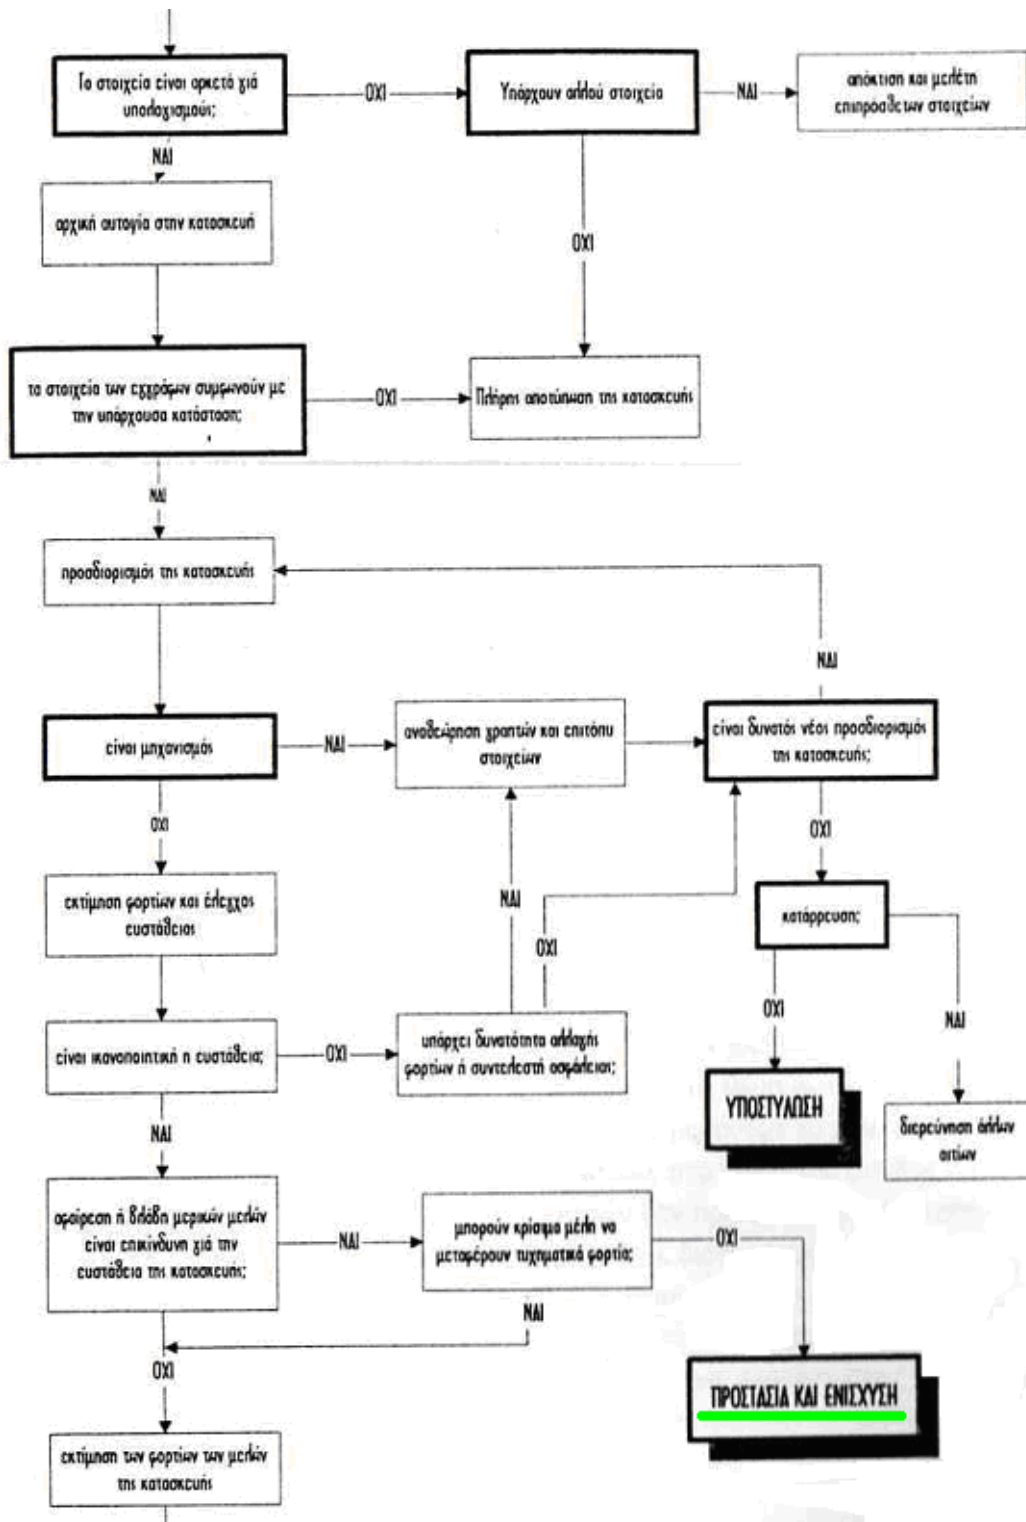 Τα στοιχεία είναι αρκετά γιά
υπολογισμούς;
ΟΧΙ
Υπάρχουν αλλού στοιχεία
ΝΑΙ
απόκτιση και μελέτη
επιπρόσθετων στοιχείων
ΝΑΙ
αρχική αυτοψία στην κατασκευή
ΟΧΙ
τα στοιχεία των εγγράφων συμφωνούν με
την υπάρχουσα κατάσταση;
ΟΧΙ
Πλήρης αποτύπωση της κατασκευής
ΝΑΙ
προσδιορισμός της κατασκευής
ΝΑΙ
είναι μηχανισμός
ΝΑΙ
αναθεώρηση γραπτών και επιτόπυ
στοιχείων
είναι δυνατός νέος προσδιορισμός
της κατασκευής;
ΟΧΙ
ΟΧΙ
εκτίμηση φορτίων και έλεγχος
ευστάθειας
ΝΑΙ
ΟΧΙ
κατάρρευση;
ΟΧΙ
ΝΑΙ
είναι ικανοποιητική η ευστάθεια;
ΟΧΙ
υπάρχει δυνατότητα αλλαγής
φορτίων ή συντελεστή ασφάλειας;
ΥΠΟΣΤΥΛΩΣΗ
διερεύνηση άλλων
αιτίων
ΝΑΙ
αφαίρεση ή βλάβη μερικών μελών
είναι επικίνδυνη γιά την
ευστάθεια της κατασκευής;
ΝΑΙ
μπορούν κρίσιμα μέλη να
μεταφέρουν τυχηματικά φορτία;
ΟΧΙ
ΝΑΙ
ΟΧΙ
ΠΡΟΣΤΑΣΙΑ ΚΑΙ ΕΝΙΣΧΥΣΗ
εκτίμηση των φορτίων των μελών
της κατασκευής